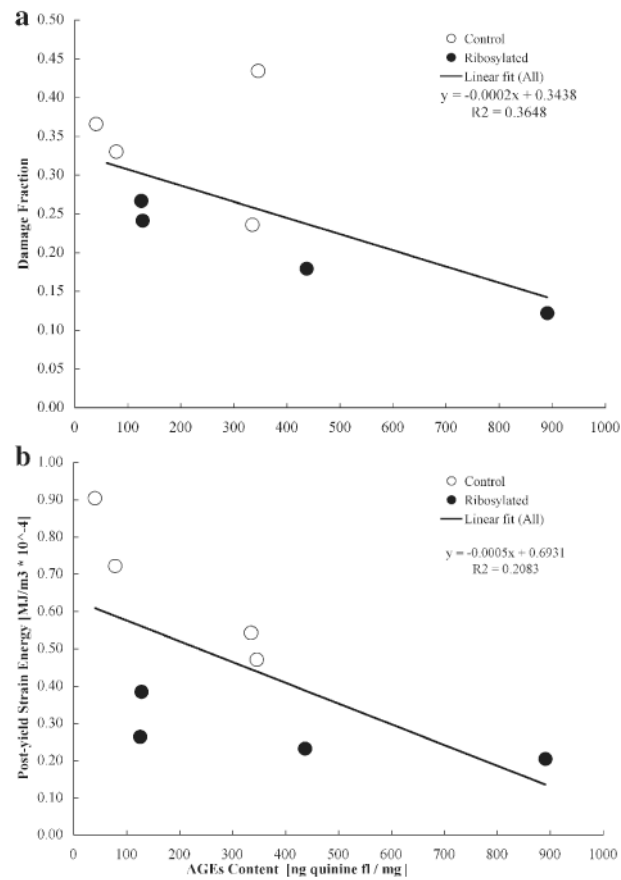 a
0.50
0.45
0.40
0.35
0.30
0.25
0.20
0.15
0.10
0.05
0.00
Damage Fraction
Control
Ribosylated
Linear fit (All)
y = -0.0002x + 0.3438
R2 = 0.3648
0 100 200 300 400 500 600 700 800 900 1000
b
1.00
0.90
0.80
0.70
0.60
0.50
0.40
0.30
0.20
0.10
0.00
Post-yield Strain Energy [MJ/m3 * 10^-4]
Control
Ribosylated
Linear fit (All)
y = -0.0005x + 0.6931
R2 = 0.2083
0 100 200 300 400 500 600 700 800 900 1000
AGEs Content [ng quinine fl / mg]